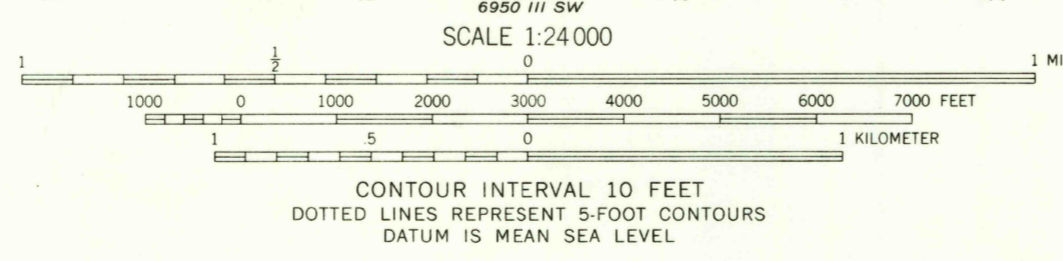 6950 III SW
SCALE 1:24 000
1 1/2 0 1 MI
1000 0 1000 2000 3000 4000 5000 6000 7000 FEET
1 .5 0 1 KILOMETER
CONTOUR INTERVAL 10 FEET
DOTTED LINES REPRESENT 5-FOOT CONTOURS
DATUM IS MEAN SEA LEVEL